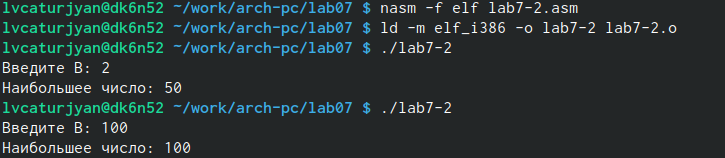 lvcaturjyan@dk6n52 ~/work/arch-pc/lab07 $ nasm -f elf lab7-2.asm
lvcaturjyan@dk6n52 ~/work/arch-pc/lab07 $ ld -m elf_i386 -o lab7-2 lab7-2.o
lvcaturjyan@dk6n52 ~/work/arch-pc/lab07 $ ./lab7-2
Введите B: 2
Наибольшее число: 50
lvcaturjyan@dk6n52 ~/work/arch-pc/lab07 $ ./lab7-2
Введите B: 100
Наибольшее число: 100